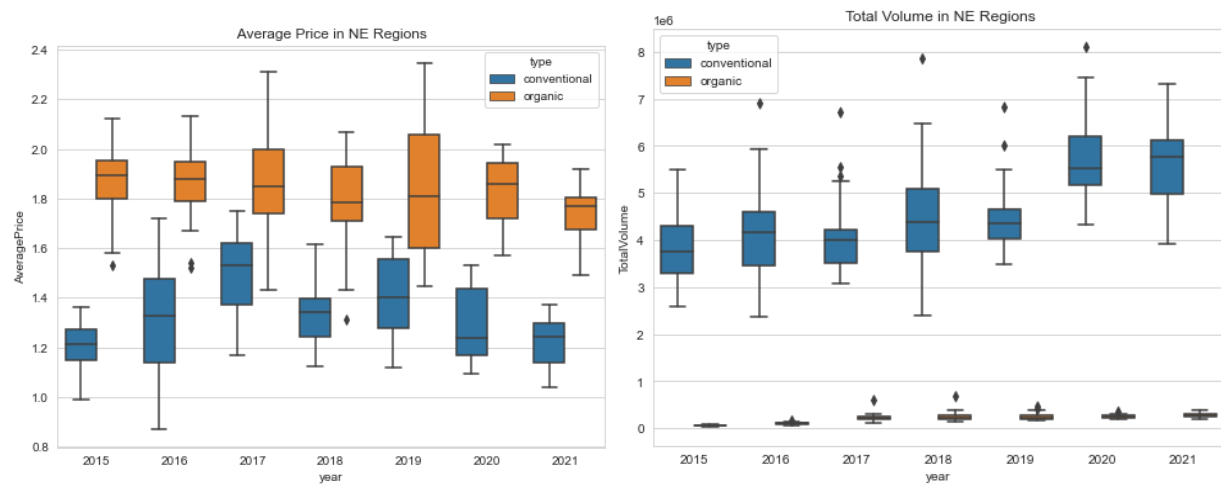 Average Price in NE Regions
type
conventional
organic
2.4
2.2
2.0
1.8
1.6
1.4
1.2
1.0
0.8
AveragePrice
2015 2016 2017 2018 2019 2020 2021
year
Total Volume in NE Regions
1e6
type
conventional
organic
8
7
6
5
4
3
2
1
0
TotalVolume
2015 2016 2017 2018 2019 2020 2021
year